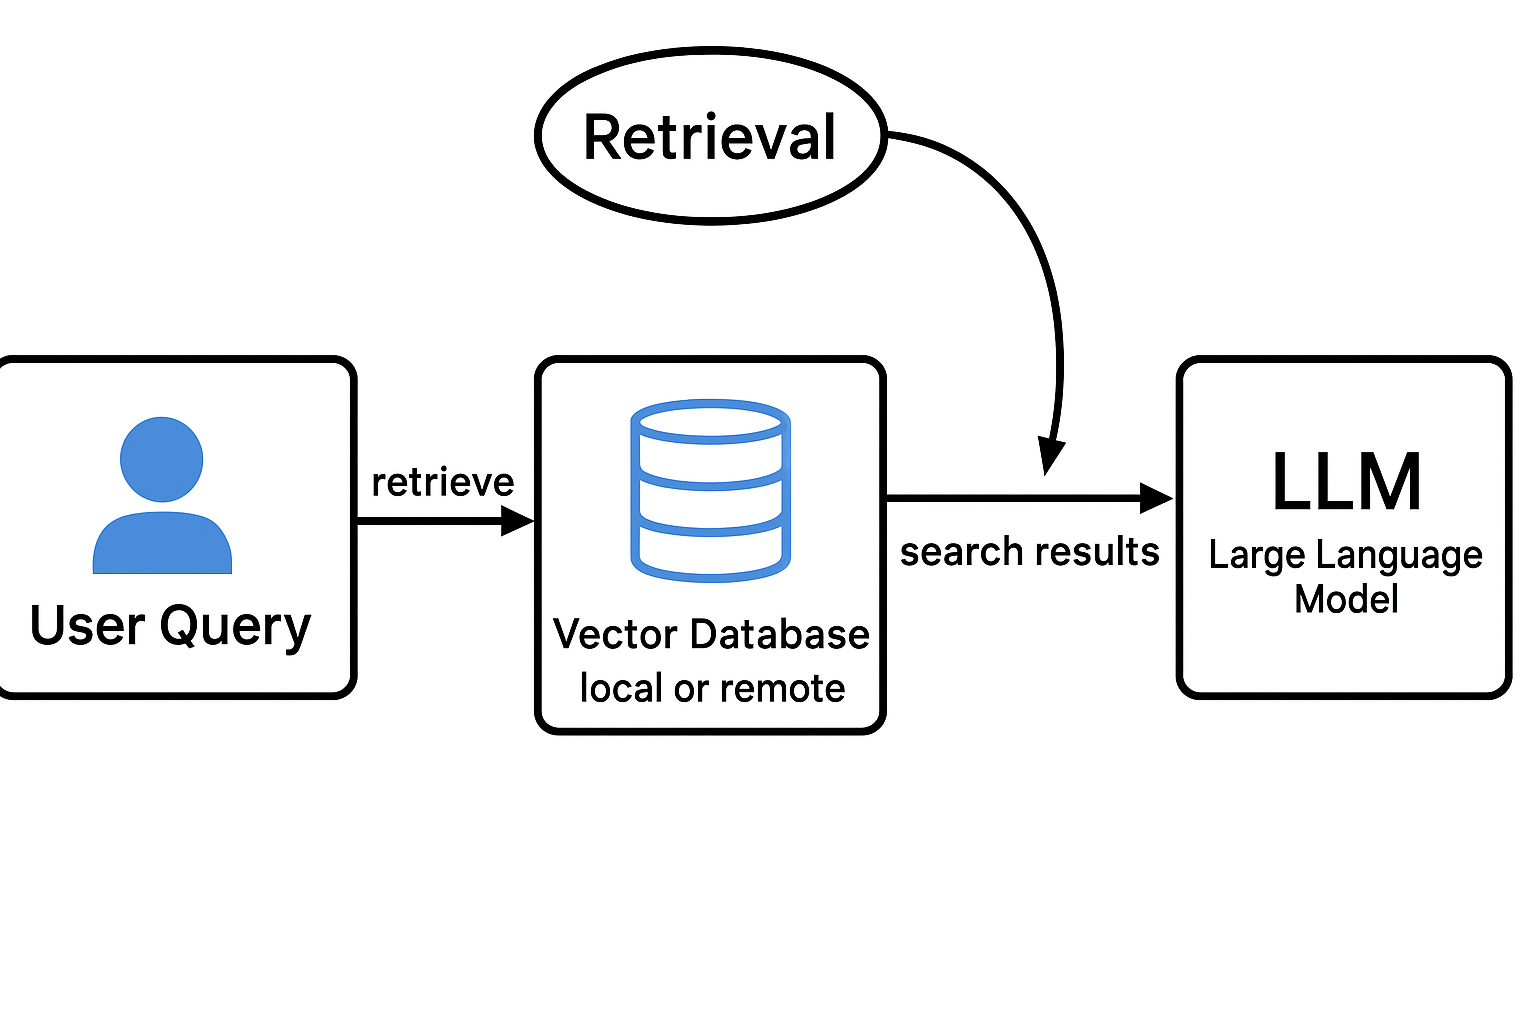 Retrieval
User Query
retrieve
Vector Database
local or remote
search results
LLM
Large Language
Model